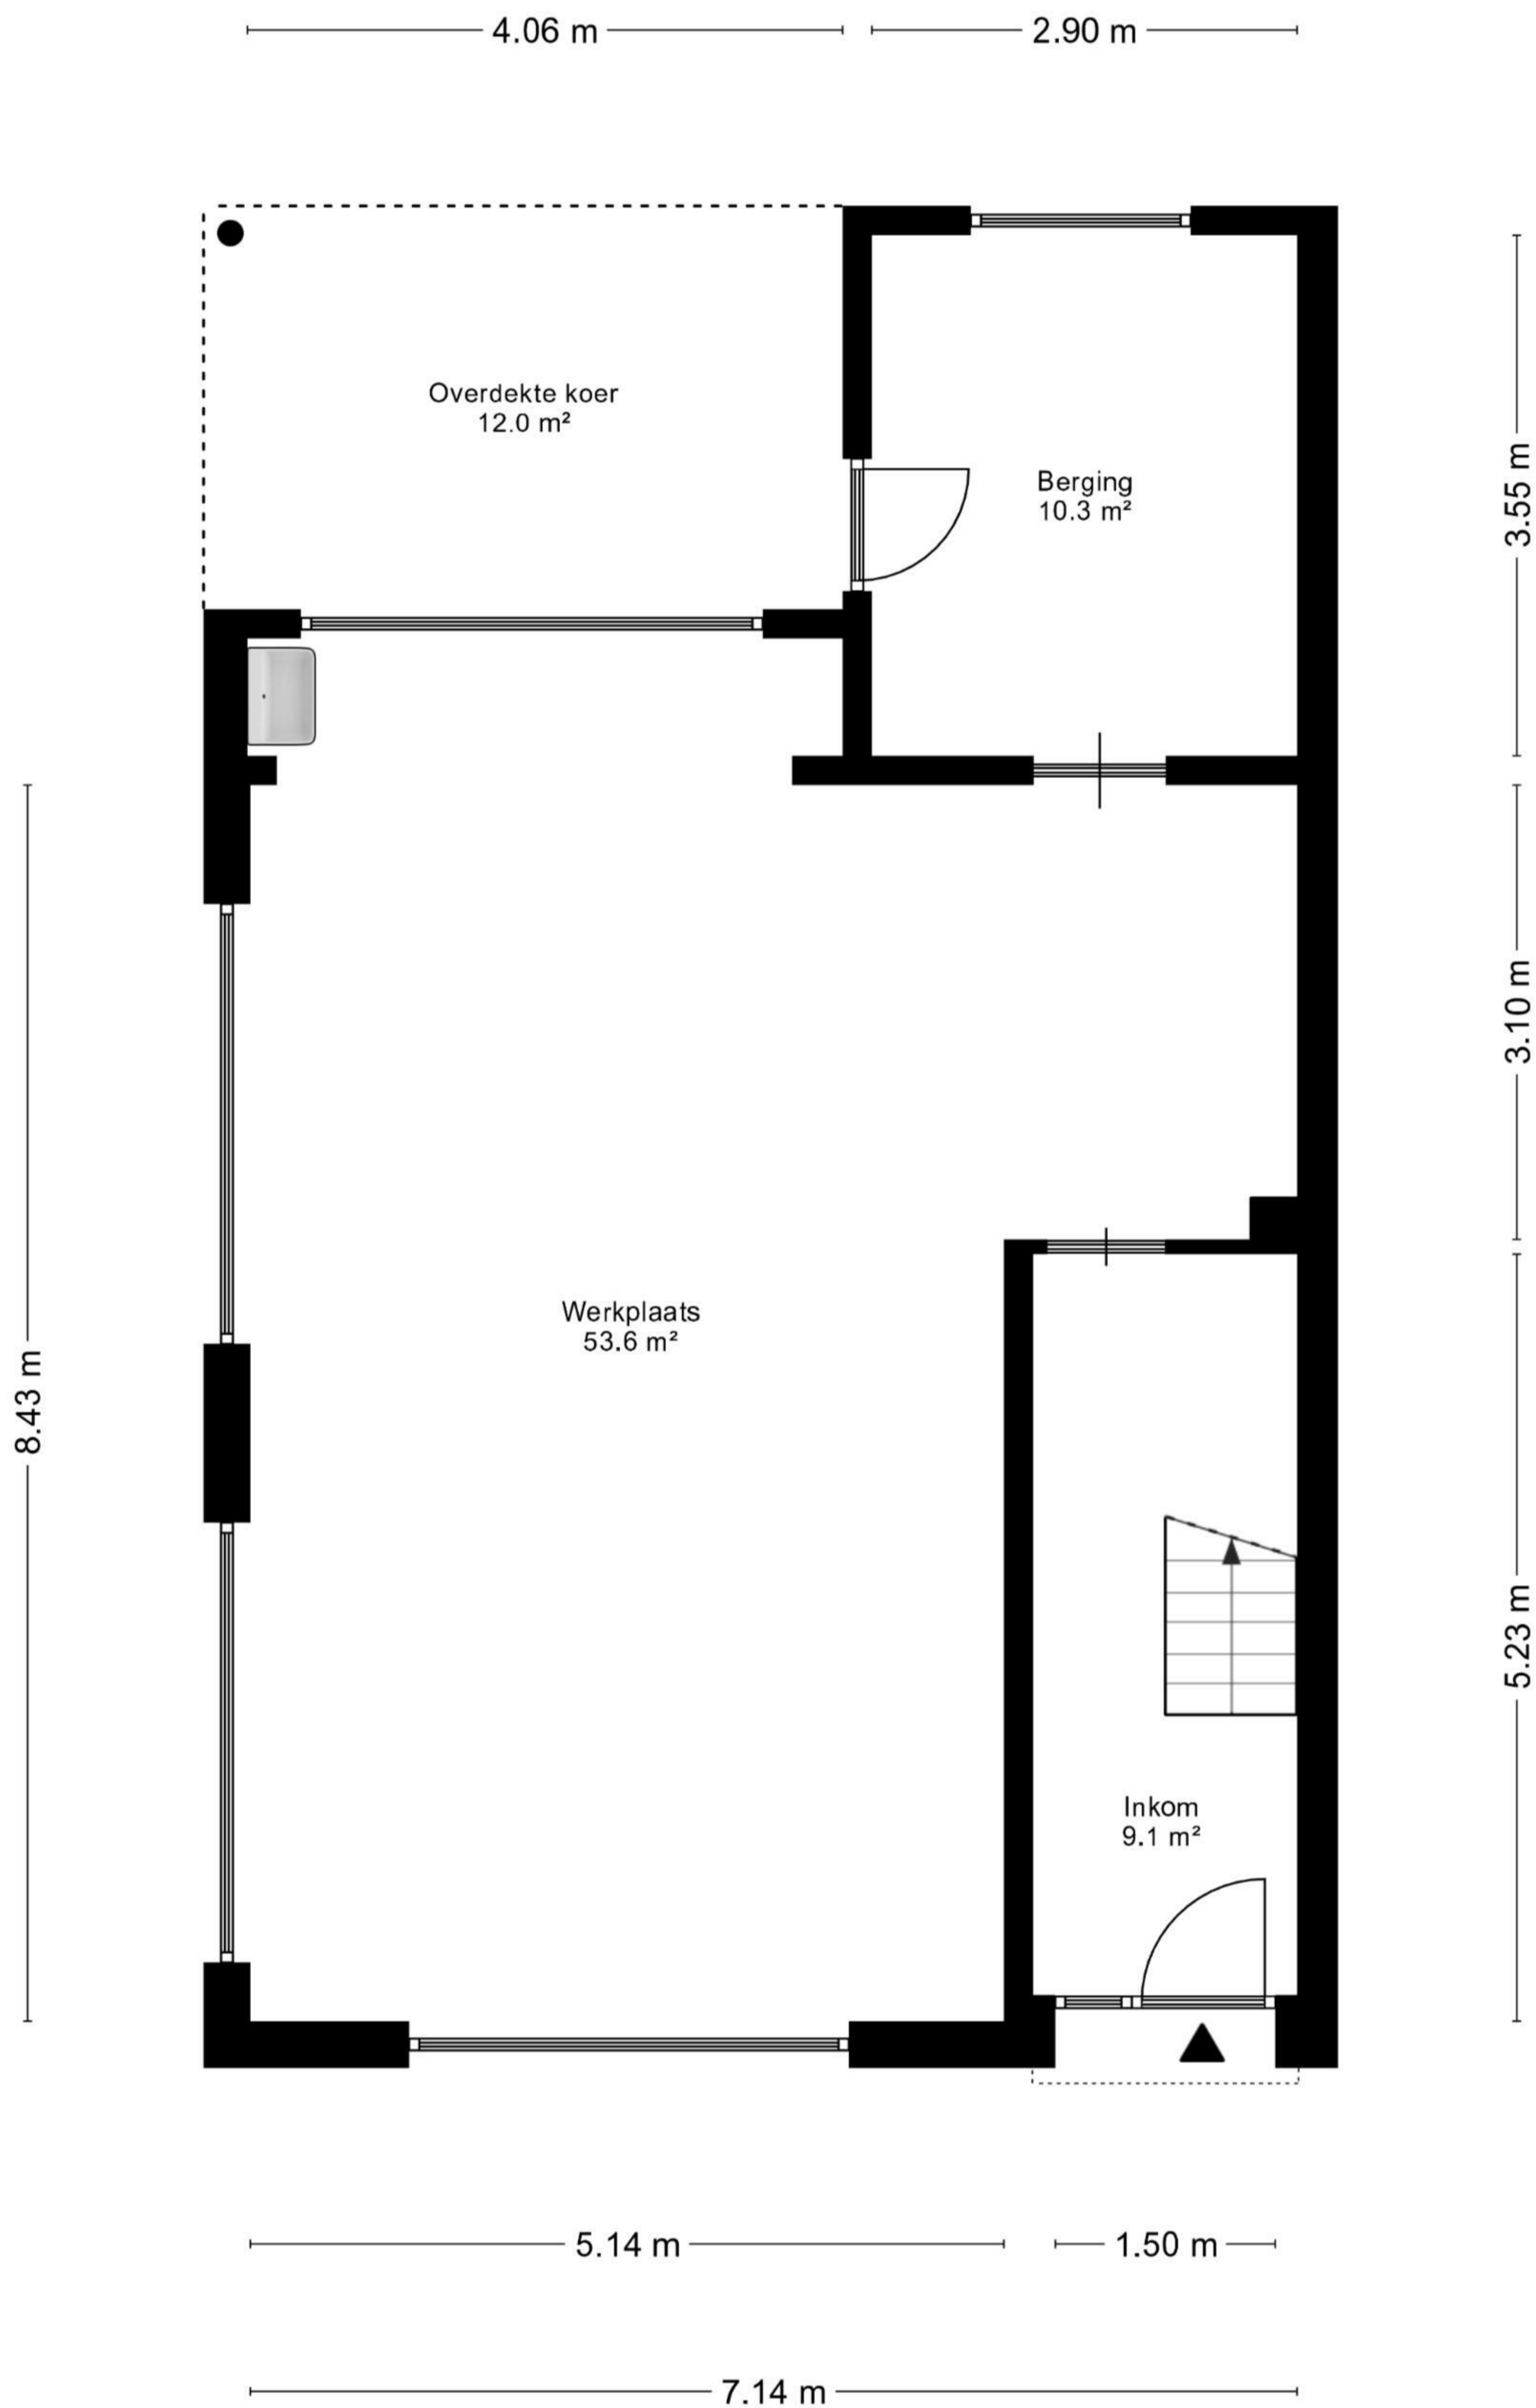 4.06 m
2.90 m
Overdekte koer
12.0 m²
Berging
10.3 m²
3.55 m
3.10 m
Werkplaats
53.6 m²
8.43 m
5.23 m
Inkom
9.1 m²
5.14 m
1.50 m
7.14 m